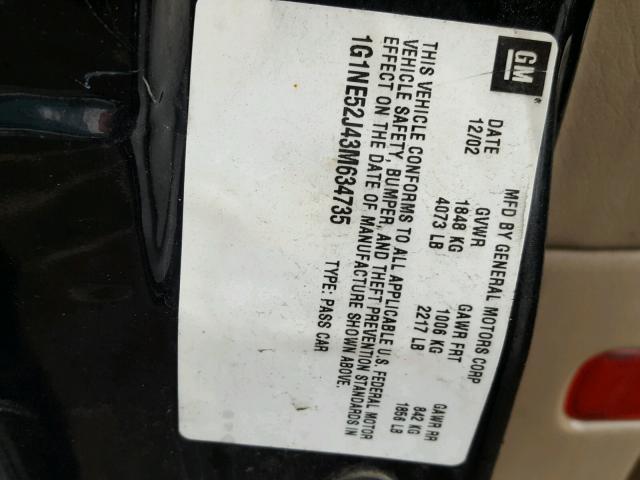 GM
MFD BY GENERAL MOTORS CORP
DATE GVWR GAWR FRT GAWR RR
12/02 1848 KG 1006 KG 842 KG
4073 LB 2217 LB 1856 LB
THIS VEHICLE CONFORMS TO ALL APPLICABLE U.S. FEDERAL MOTOR
VEHICLE SAFETY, BUMPER, AND THEFT PREVENTION STANDARDS IN
EFFECT ON THE DATE OF MANUFACTURE SHOWN ABOVE.
1G1NE52J43M634735 TYPE: PASS CAR